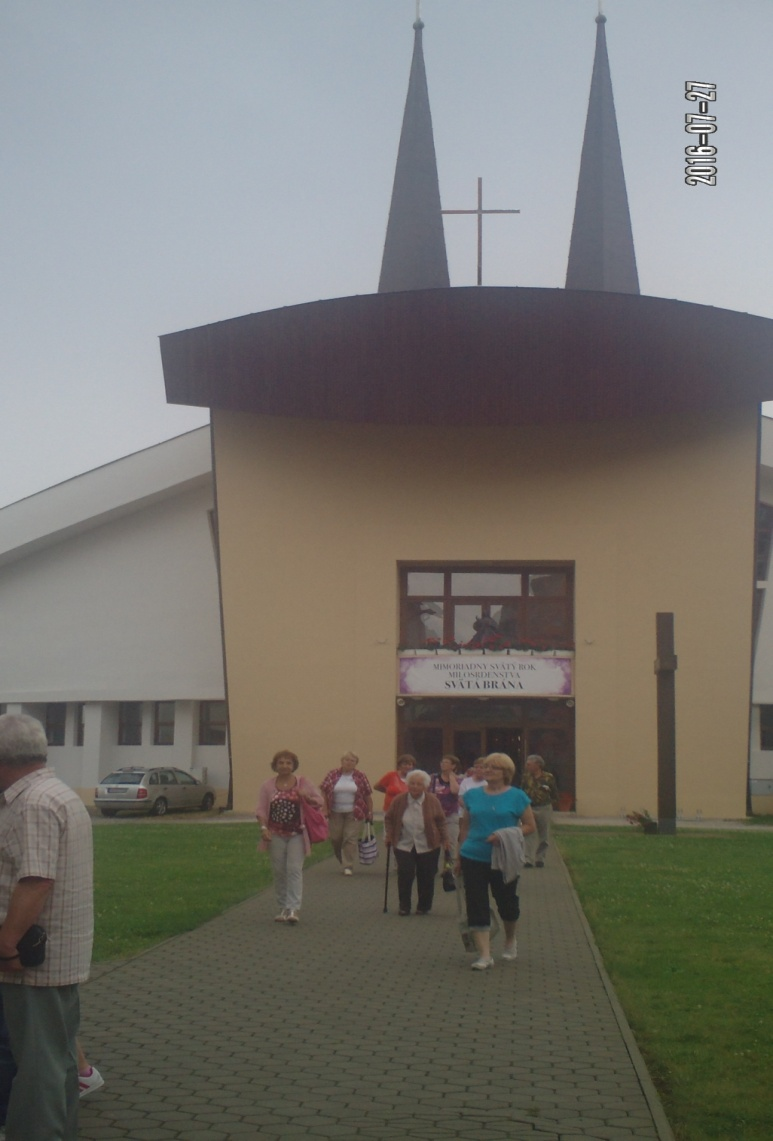 2016-07-27
MIMORIADNY SVÄTÝ ROK
MILOSRDENSTVA
SVÄTÁ BRÁNA